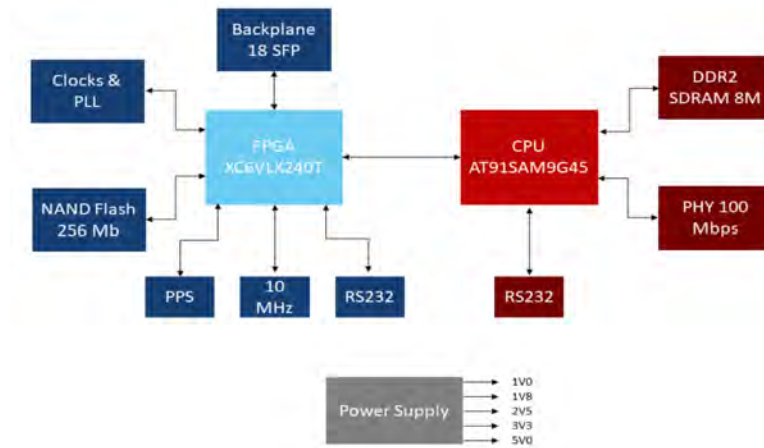 Backplane
18 SFP
Clocks &
PLL
DDR2
SDRAM 8M
FPGA
XC6VLX240T
CPU
AT91SAM9G45
NAND Flash
256 Mb
PHY 100
Mbps
PPS
10
MHz
RS232
RS232
Power Supply
1V0
1V8
2V5
3V3
5V0